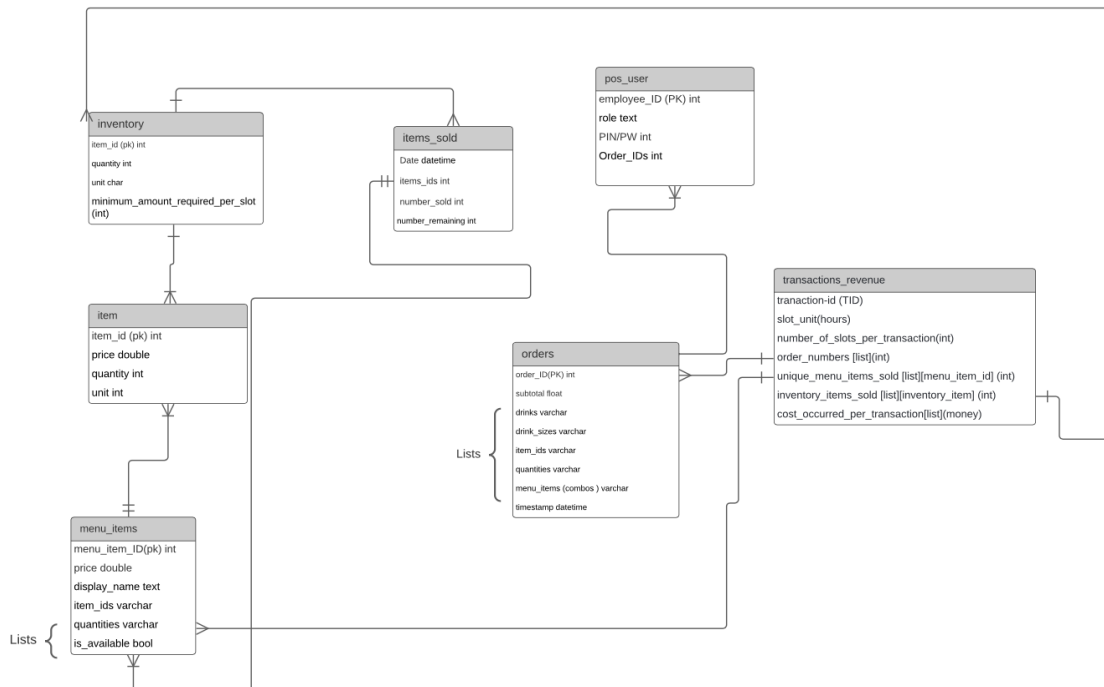 pos_user
employee_ID (PK) int
role text
PIN/PW int
Order_IDs int
inventory
item_id (pk) int
quantity int
unit char
minimum_amount_required_per_slot
(int)
items_sold
Date datetime
items_ids int
number_sold int
number_remaining int
transactions_revenue
tranaction-id (TID)
slot_unit(hours)
number_of_slots_per_transaction(int)
order_numbers [list](int)
unique_menu_items_sold [list][menu_item_id] (int)
inventory_items_sold [list][inventory_item] (int)
cost_occurred_per_transaction[list](money)
item
item_id (pk) int
price double
quantity int
unit int
orders
order_ID(PK) int
subtotal float
drinks varchar
drink_sizes varchar
item_ids varchar
quantities varchar
menu_items (combos ) varchar
timestamp datetime
Lists
menu_items
menu_item_ID(pk) int
price double
display_name text
item_ids varchar
quantities varchar
is_available bool
Lists